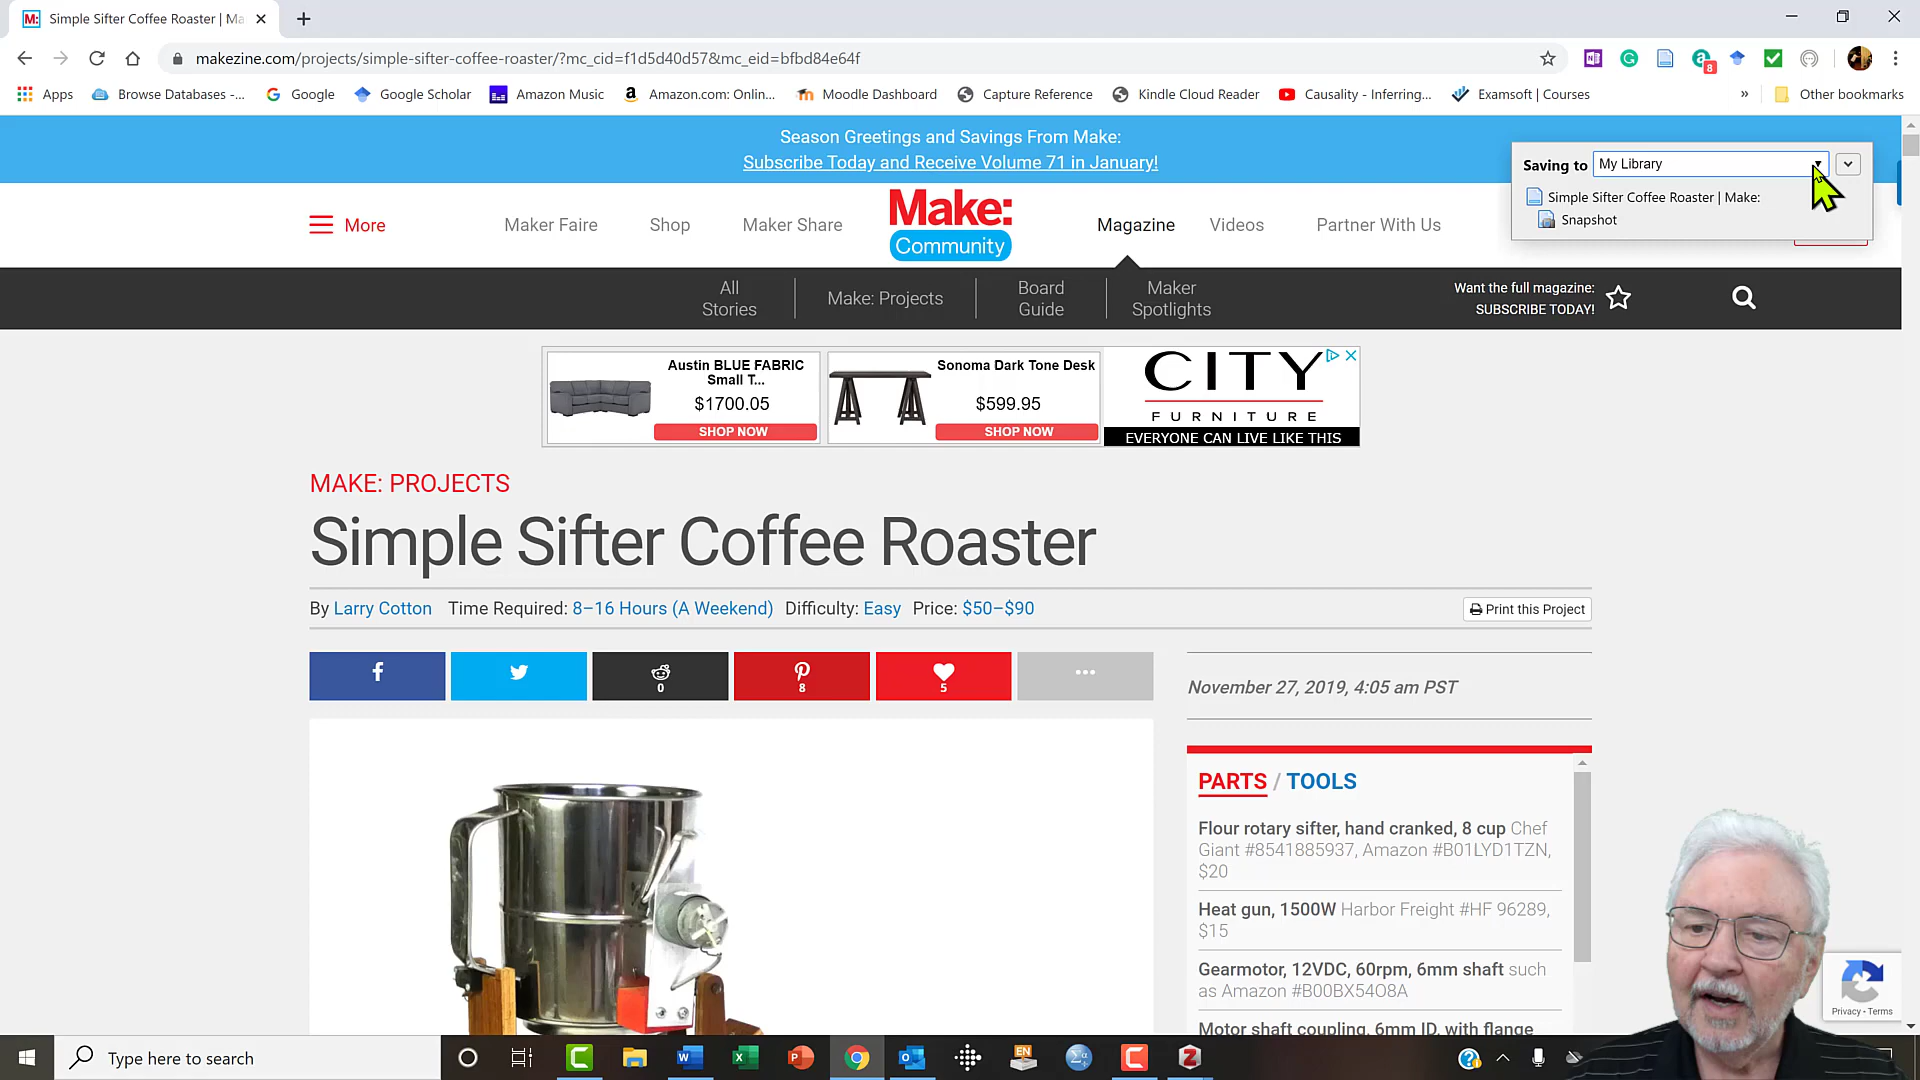 M: Simple Sifter Coffee Roaster | Ma
makezine.com/projects/simple-sifter-coffee-roaster/?mc_cid=f1d5d40d57&mc_eid=bfbd84e64f
8
Apps Browse Databases -... Google Google Scholar Amazon Music Amazon.com: Onlin... Moodle Dashboard Capture Reference Kindle Cloud Reader Causality - Inferring... Examsoft | Courses » Other bookmarks
Season Greetings and Savings From Make:
Subscribe Today and Receive Volume 71 in January!
Saving to My Library
Simple Sifter Coffee Roaster | Make:
Snapshot
More Maker Faire Shop Maker Share Make: Community Magazine Videos Partner With Us
All Stories Make: Projects Board Guide Maker Spotlights
Want the full magazine:
SUBSCRIBE TODAY!
Austin BLUE FABRIC
Small T...
$1700.05
SHOP NOW
Sonoma Dark Tone Desk
$599.95
SHOP NOW
CITY
FURNITURE
EVERYONE CAN LIVE LIKE THIS
MAKE: PROJECTS
Simple Sifter Coffee Roaster
By Larry Cotton Time Required: 8–16 Hours (A Weekend) Difficulty: Easy Price: $50–$90
Print this Project
0 8 5
November 27, 2019, 4:05 am PST
PARTS / TOOLS
Flour rotary sifter, hand cranked, 8 cup Chef
Giant #8541885937, Amazon #B01LYD1TZN,
$20
Heat gun, 1500W Harbor Freight #HF 96289,
$15
Gearmotor, 12VDC, 60rpm, 6mm shaft such
as Amazon #B00BX54O8A
Motor shaft coupling, 6mm ID, with flange
Privacy - Terms
Type here to search